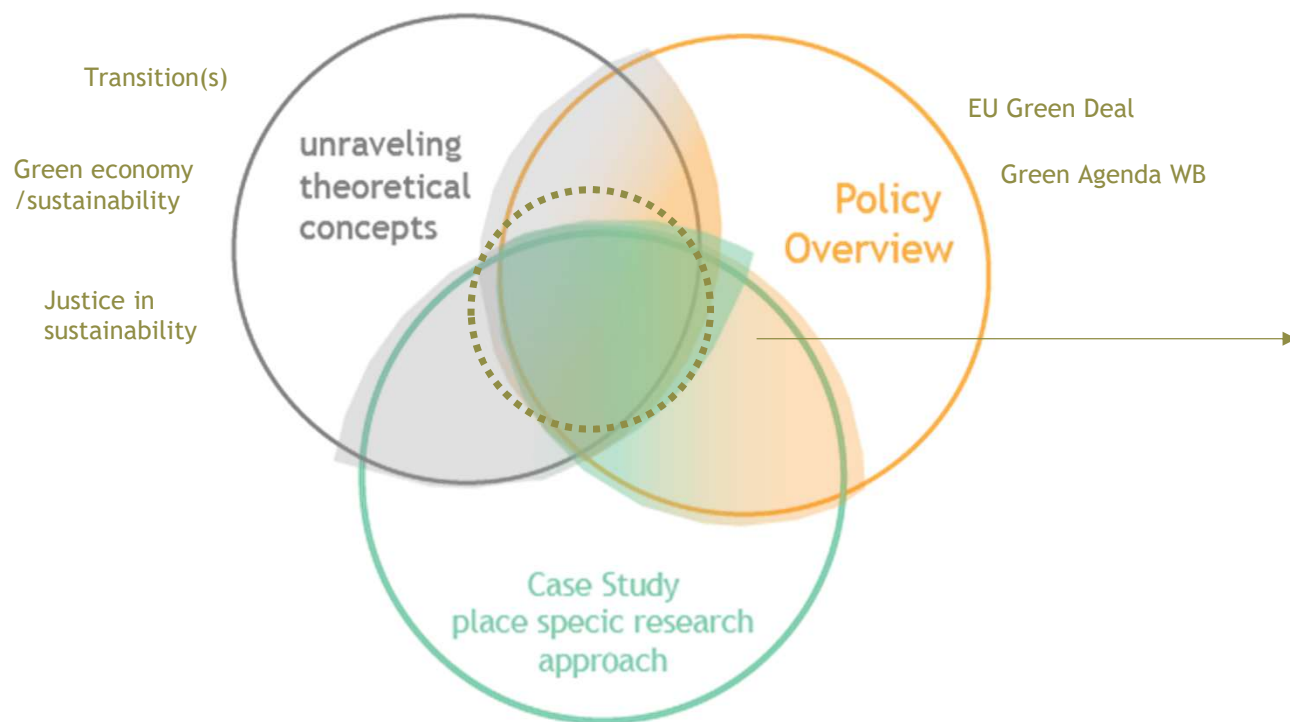 Transition(s)
Green economy
/sustainability
Justice in
sustainability
unraveling
theoretical
concepts
EU Green Deal
Green Agenda WB
Policy
Overview
Case Study
place specic research
approach